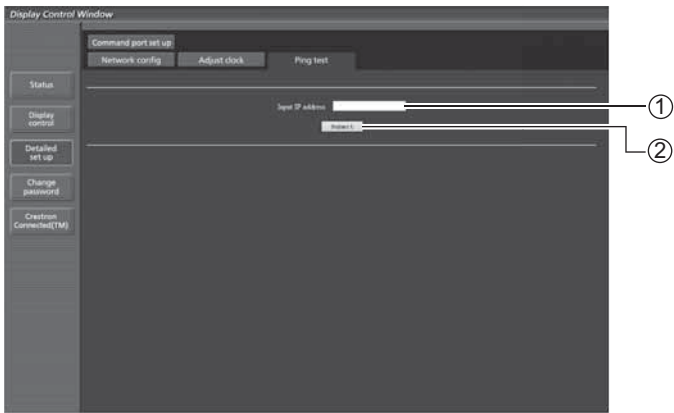 Display Control Window
Command port set up
Network config Adjust clock Ping test
Status
Input IP address
①
Display
control
Submit
②
Detailed
set up
Change
password
Crestron
Connected(TM)